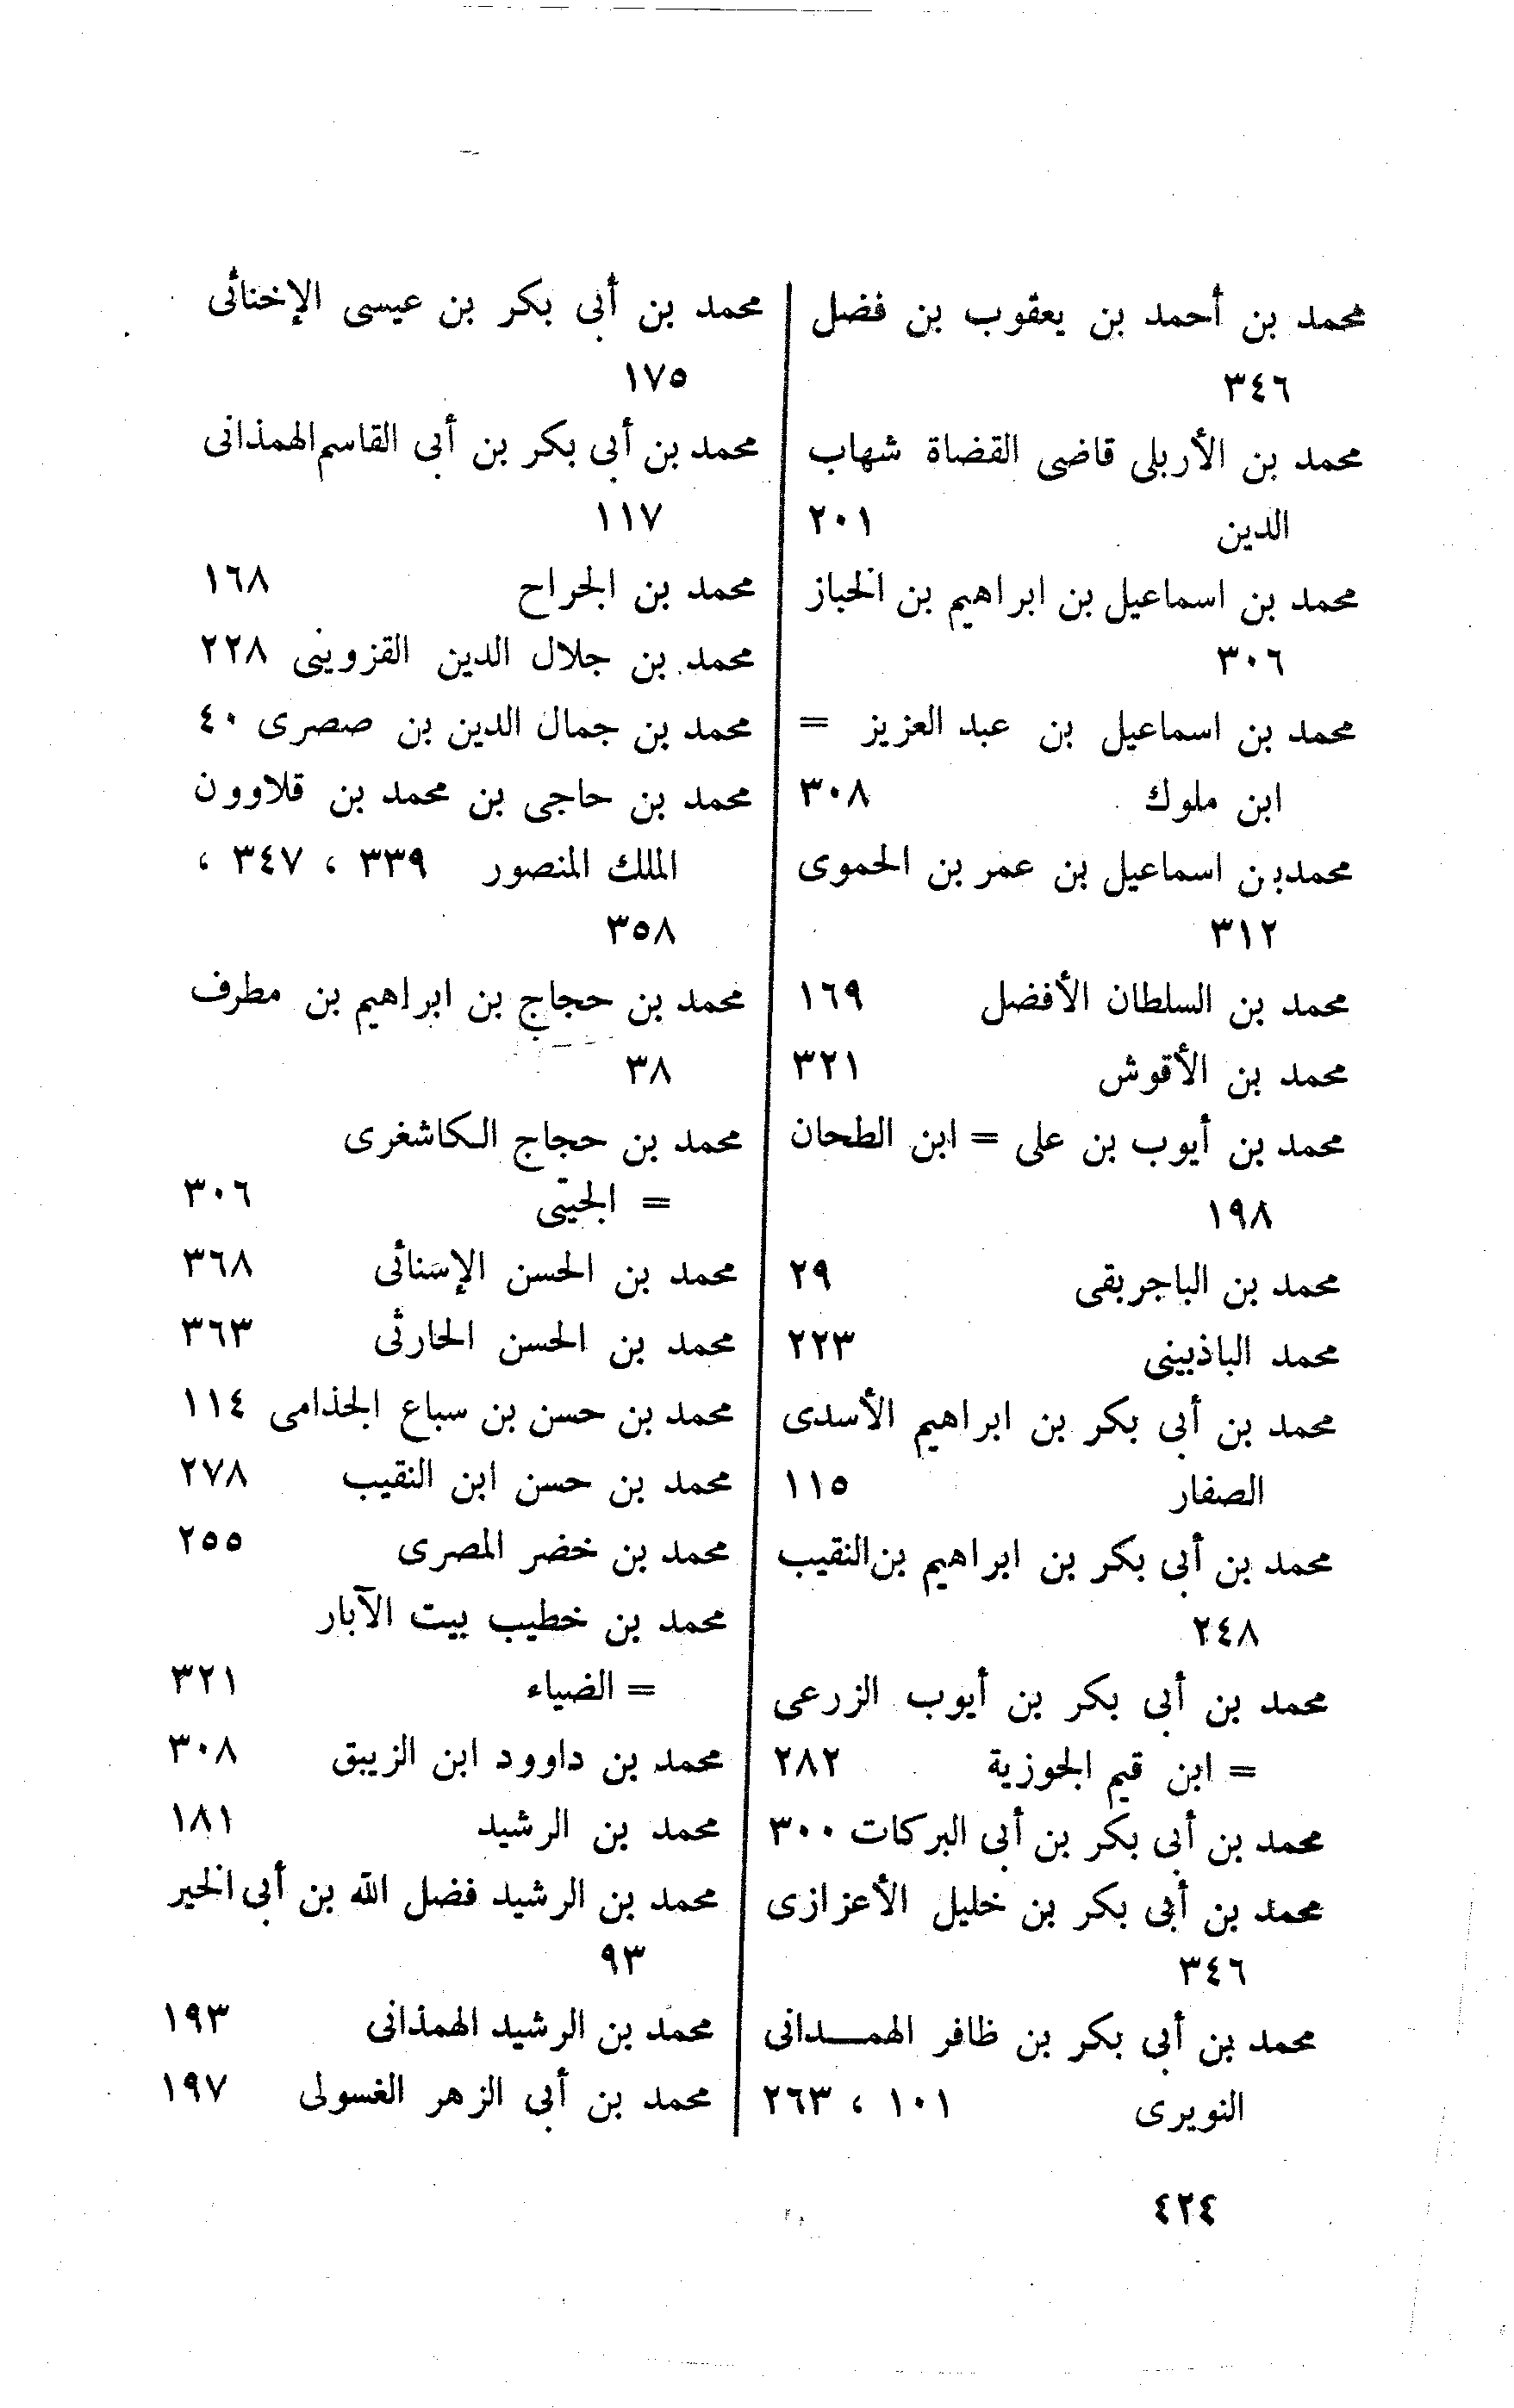 محمد بن أحمد بن يعقوب بن فضل
٣٤٦
محمد بن الأربلى قاضى القضاة شهاب
الدين ٢٠١
محمد بن اسماعيل بن ابراهيم بن الخباز
٣٠٦
محمد بن اسماعيل بن عبد العزيز =
ابن ملوك ٣٠٨
محمد بن اسماعيل بن عمر بن الحموى
٣١٢
محمد بن السلطان الأفضل ١٦٩
محمد بن الأقوش ٣٢١
محمد بن أيوب بن على = ابن الطحان
١٩٨
محمد بن الباجربقى ٢٩
محمد الباذبينى ٢٢٣
محمد بن أبى بكر بن ابراهيم الأسدى
الصفار ١١٥
محمد بن أبى بكر بن ابراهيم بن النقيب
٢٤٨
محمد بن أبى بكر بن أيوب الزرعى
= ابن قيم الجوزية ٢٨٢
محمد بن أبى بكر بن أبى البركات ٣٠٠
محمد بن أبى بكر بن خليل الأعزازى
٣٤٦
محمد بن أبى بكر بن ظافر الهمـدانى
النويرى ١٠١ ، ٢٦٣
محمد بن أبى بكر بن عيسى الإخنائى
١٧٥
محمد بن أبى بكر بن أبى القاسم الهمذانى
١١٧
محمد بن الجراح ١٦٨
محمد بن جلال الدين القزوينى ٢٢٨
محمد بن جمال الدين بن صصرى ٤٠
محمد بن حاجى بن محمد بن قلاوون
الملك المنصور ٣٣٩ ، ٣٤٧ ،
٣٥٨
محمد بن حجاج بن ابراهيم بن مطرف
٣٨
محمد بن حجاج الكاشغرى
= الجيتى ٣٠٦
محمد بن الحسن الإسنائى ٣٦٨
محمد بن الحسن الحارثى ٣٦٣
محمد بن حسن بن سباع الجذامى ١١٤
محمد بن حسن ابن النقيب ٢٧٨
محمد بن خضر المصرى ٢٥٥
محمد بن خطيب بيت الآبار
= الضياء ٣٢١
محمد بن داوود ابن الزيبق ٣٠٨
محمد بن الرشيد ١٨١
محمد بن الرشيد فضل الله بن أبى الخير
٩٣
محمد بن الرشيد الهمذانى ١٩٣
محمد بن أبى الزهر الغسولى ١٩٧
٤٢٤